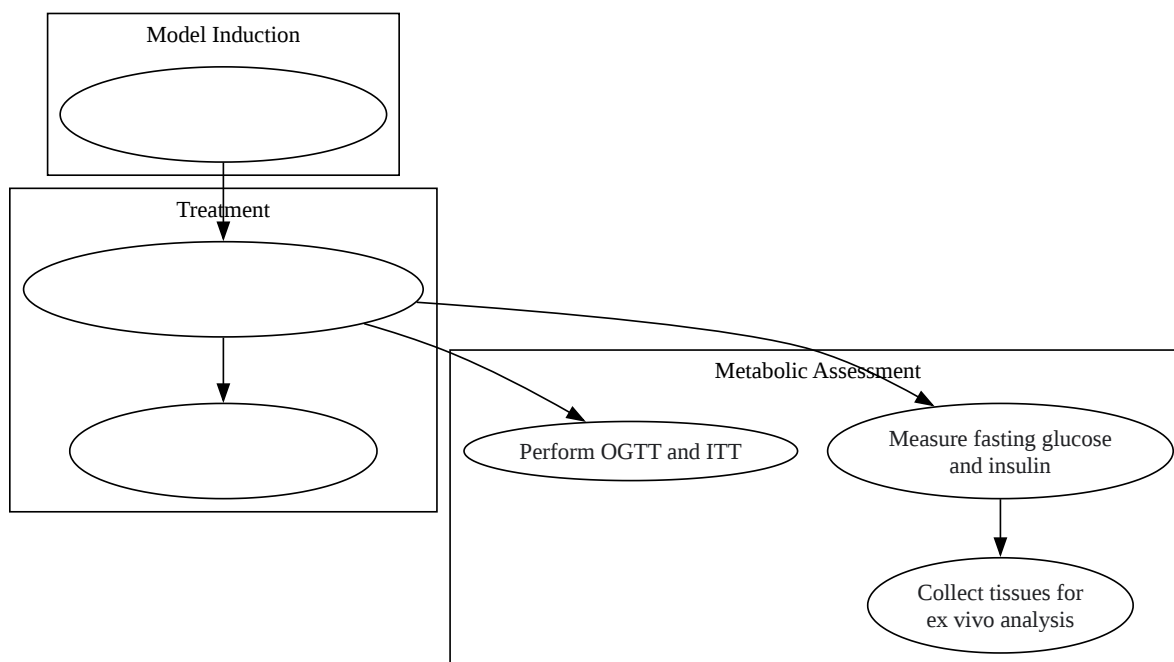 Model Induction
Treatment
Metabolic Assessment
Perform OGTT and ITT
Measure fasting glucose
and insulin
Collect tissues for
ex vivo analysis